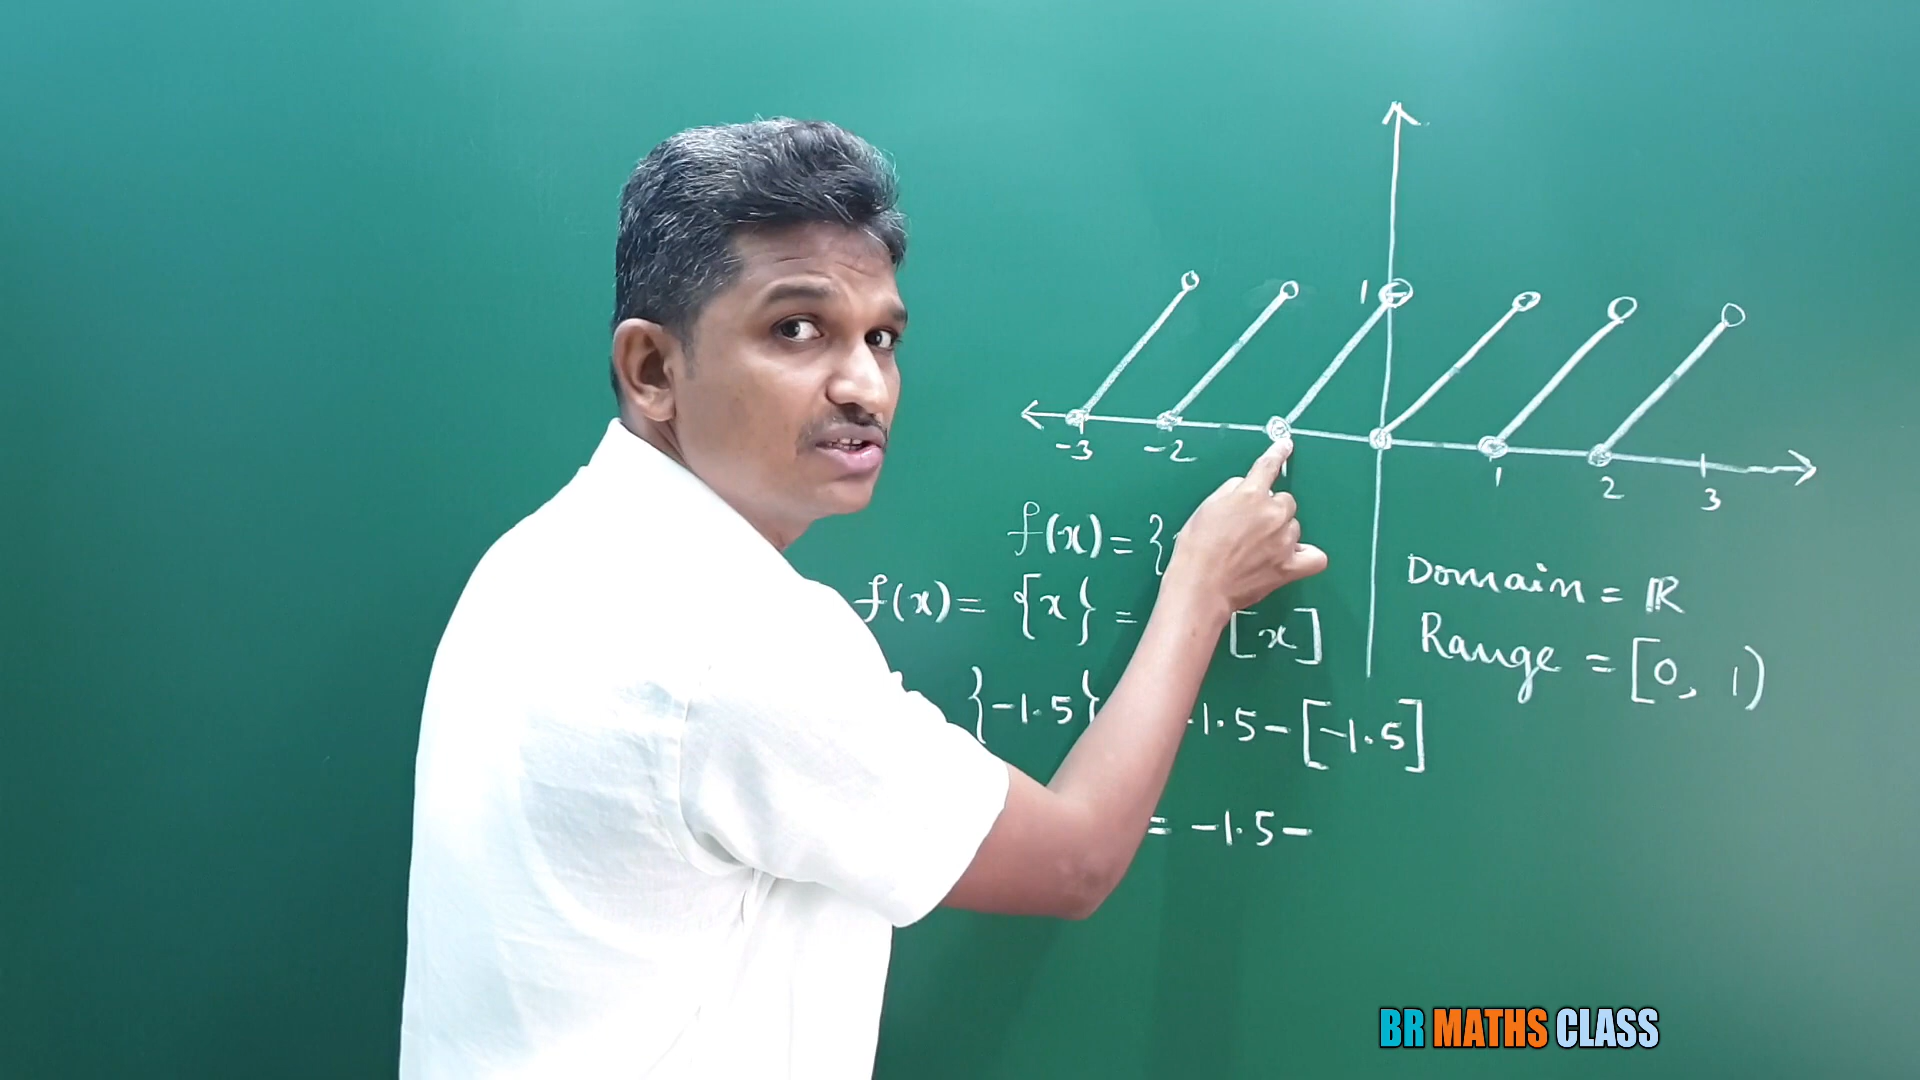 1
-3 -2 1 2 3
f(x) = {
f(x) = {x} = [x]
{-1.5} 1.5 - [-1.5]
= -1.5 -
Domain = ℝ
Range = [0, 1)
BR MATHS CLASS